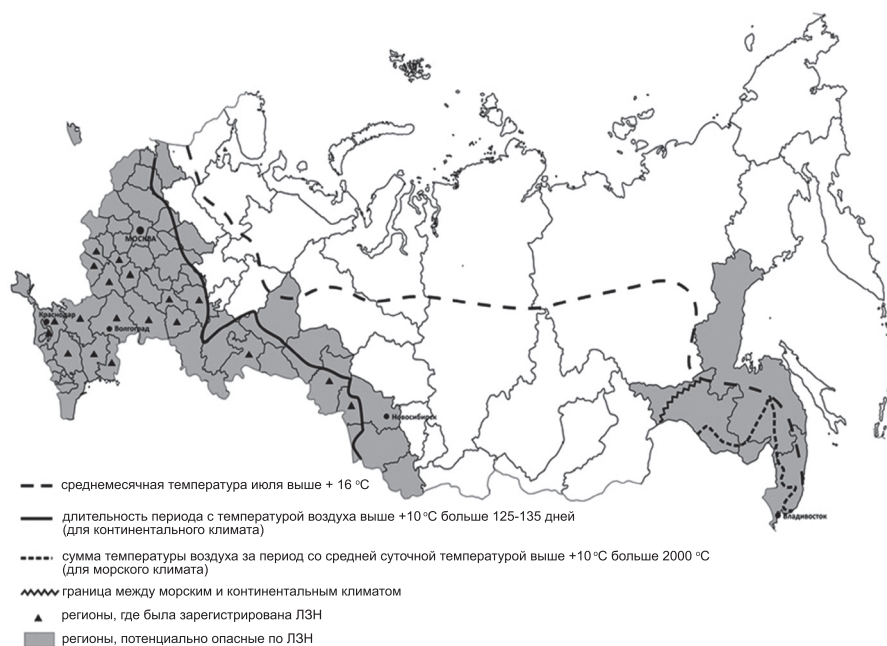 МОСКВА
Краснодар
Волгоград
Новосибирск
Владивосток
среднемесячная температура июля выше + 16 °С
длительность периода с температурой воздуха выше +10 °С больше 125-135 дней
(для континентального климата)
сумма температуры воздуха за период со средней суточной температурой выше +10 °С больше 2000 °С
(для морского климата)
граница между морским и континентальным климатом
регионы, где была зарегистрирована ЛЗН
регионы, потенциально опасные по ЛЗН